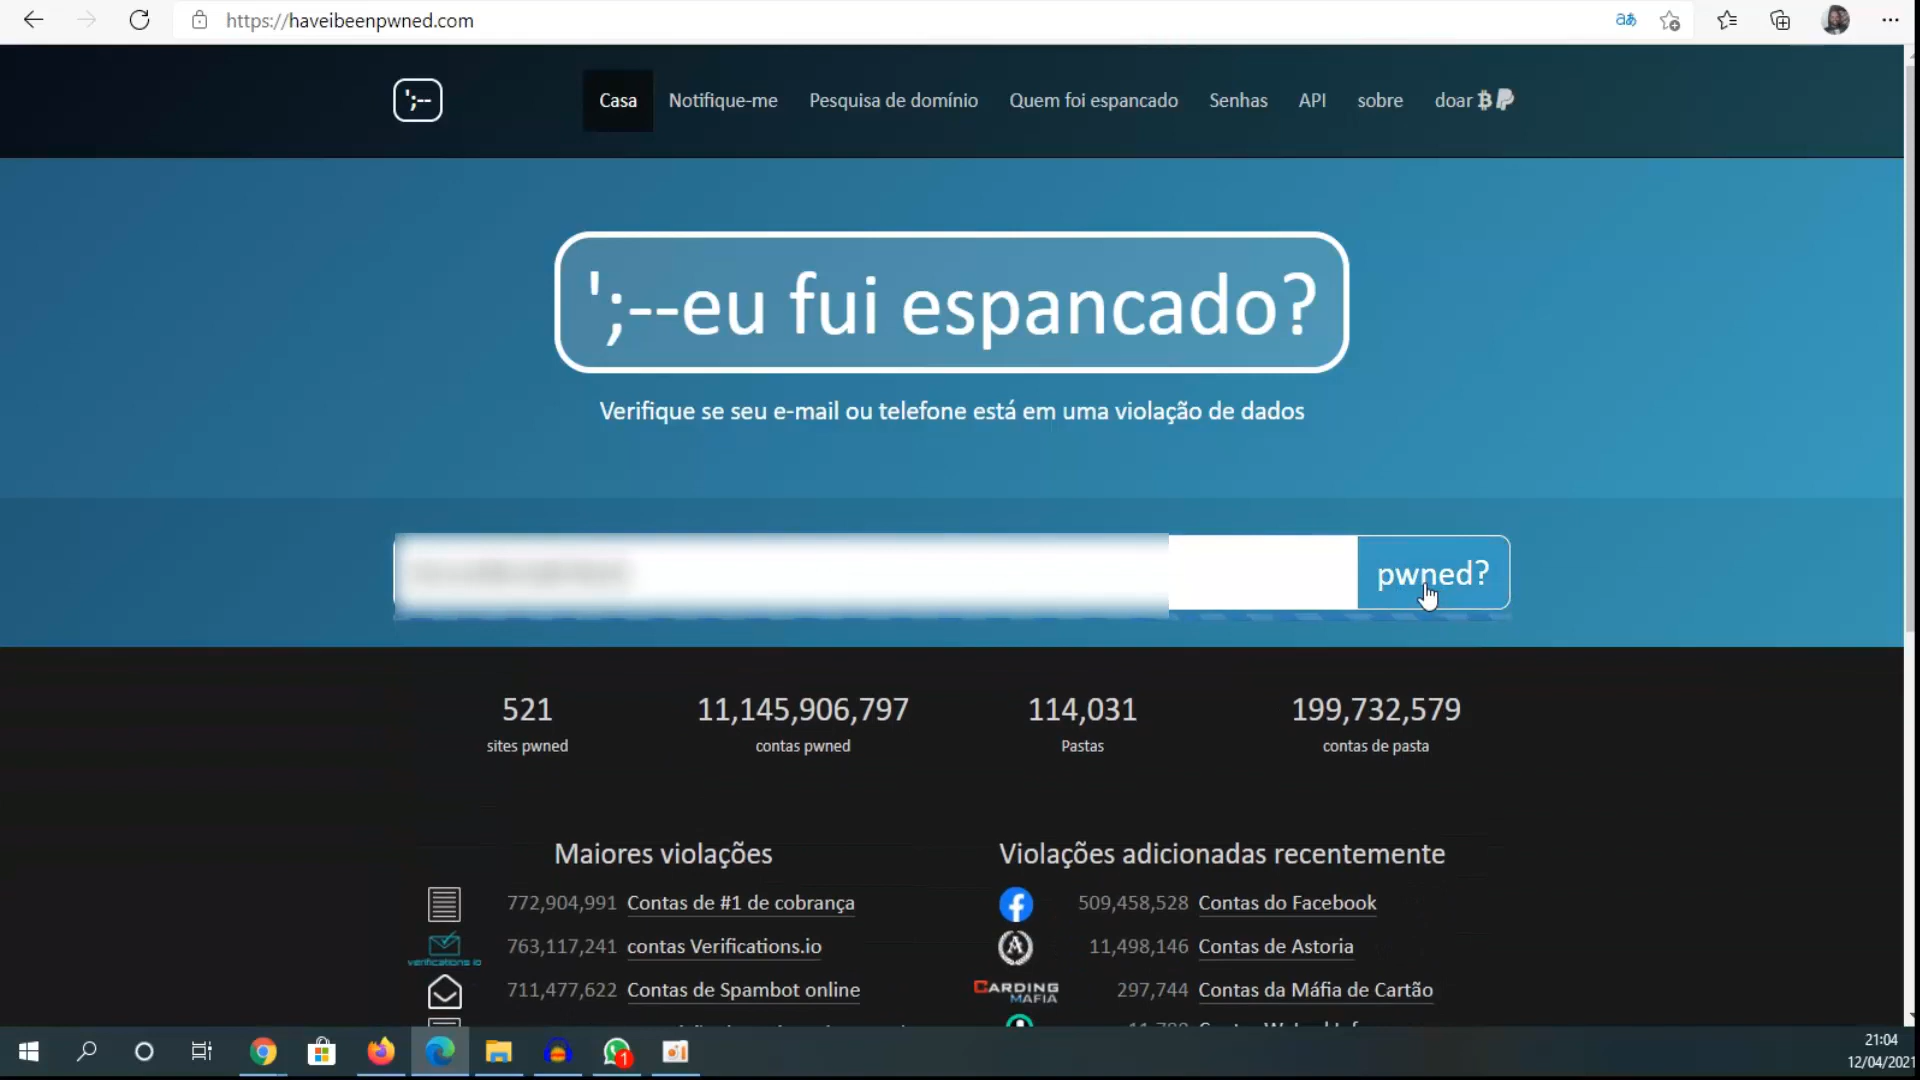 https://haveibeenpwned.com
aあ
';--
Casa
Notifique-me
Pesquisa de domínio
Quem foi espancado
Senhas
API
sobre
doar
';--eu fui espancado?
Verifique se seu e-mail ou telefone está em uma violação de dados
pwned?
521
sites pwned
11,145,906,797
contas pwned
114,031
Pastas
199,732,579
contas de pasta
Maiores violações
772,904,991 Contas de #1 de cobrança
verifications io
763,117,241 contas Verifications.io
711,477,622 Contas de Spambot online
Violações adicionadas recentemente
509,458,528 Contas do Facebook
11,498,146 Contas de Astoria
CARDING
MAFIA
297,744 Contas da Máfia de Cartão
1
21:04
12/04/2021